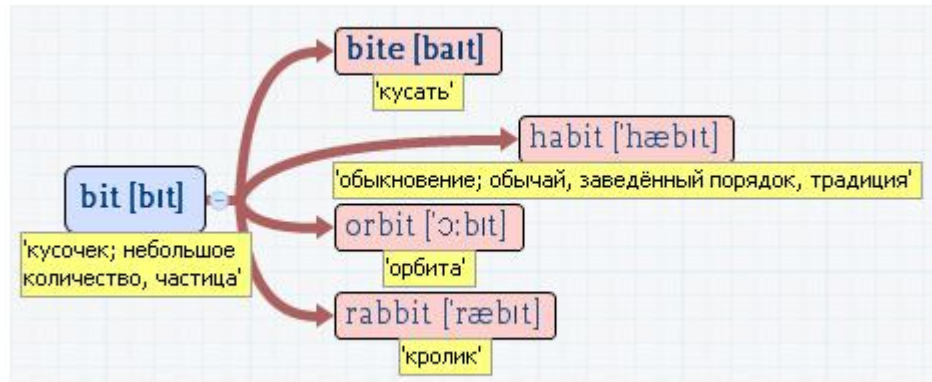 bite [baɪt]
'кусать'
habit ['hæbɪt]
'обыкновение; обычай, заведённый порядок, традиция'
bit [bɪt]
'кусочек; небольшое
количество, частица'
orbit ['ɔ:bɪt]
'орбита'
rabbit ['ræbɪt]
'кролик'